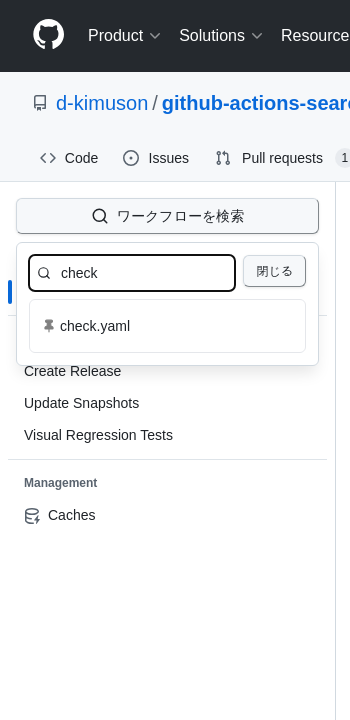 Product Solutions Resource
d-kimuson / github-actions-sear
Code Issues Pull requests 1
ワークフローを検索
check 閉じる
check.yaml
Create Release
Update Snapshots
Visual Regression Tests
Management
Caches